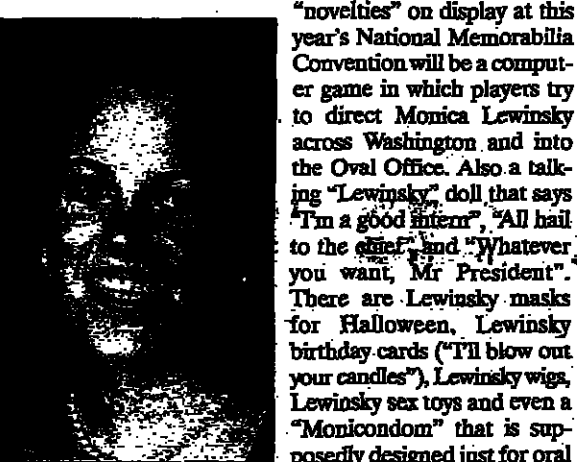 “novelties” on display at this
year's National Memorabilia
Convention will be a comput-
er game in which players try
to direct Monica Lewinsky
across Washington and into
the Oval Office. Also a talk-
ing “Lewinsky” doll that says
“I'm a good intern”, “All hail
to the chief” and “Whatever
you want, Mr President”.
There are Lewinsky masks
for Halloween, Lewinsky
birthday cards (“I'll blow out
your candles”), Lewinsky wigs,
Lewinsky sex toys and even a
“Monicondom” that is sup-
posedly designed just for oral